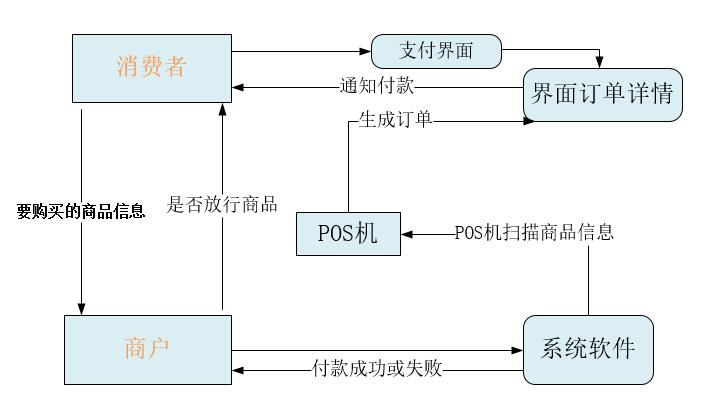 消费者
支付界面
通知付款
界面订单详情
生成订单
要购买的商品信息
是否放行商品
POS机
POS机扫描商品信息
商户
付款成功或失败
系统软件